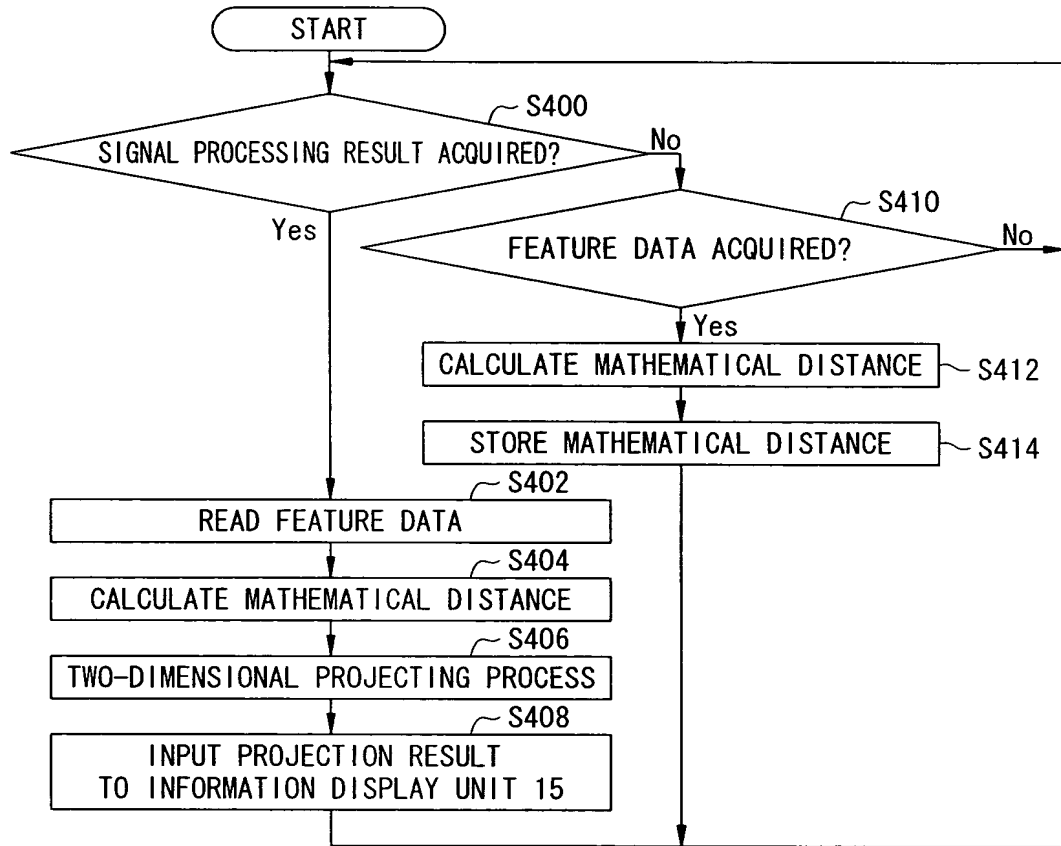 START
S400
SIGNAL PROCESSING RESULT ACQUIRED?
No
Yes
S410
FEATURE DATA ACQUIRED?
No
Yes
CALCULATE MATHEMATICAL DISTANCE
S412
STORE MATHEMATICAL DISTANCE
S414
S402
READ FEATURE DATA
S404
CALCULATE MATHEMATICAL DISTANCE
S406
TWO-DIMENSIONAL PROJECTING PROCESS
S408
INPUT PROJECTION RESULT
TO INFORMATION DISPLAY UNIT 15